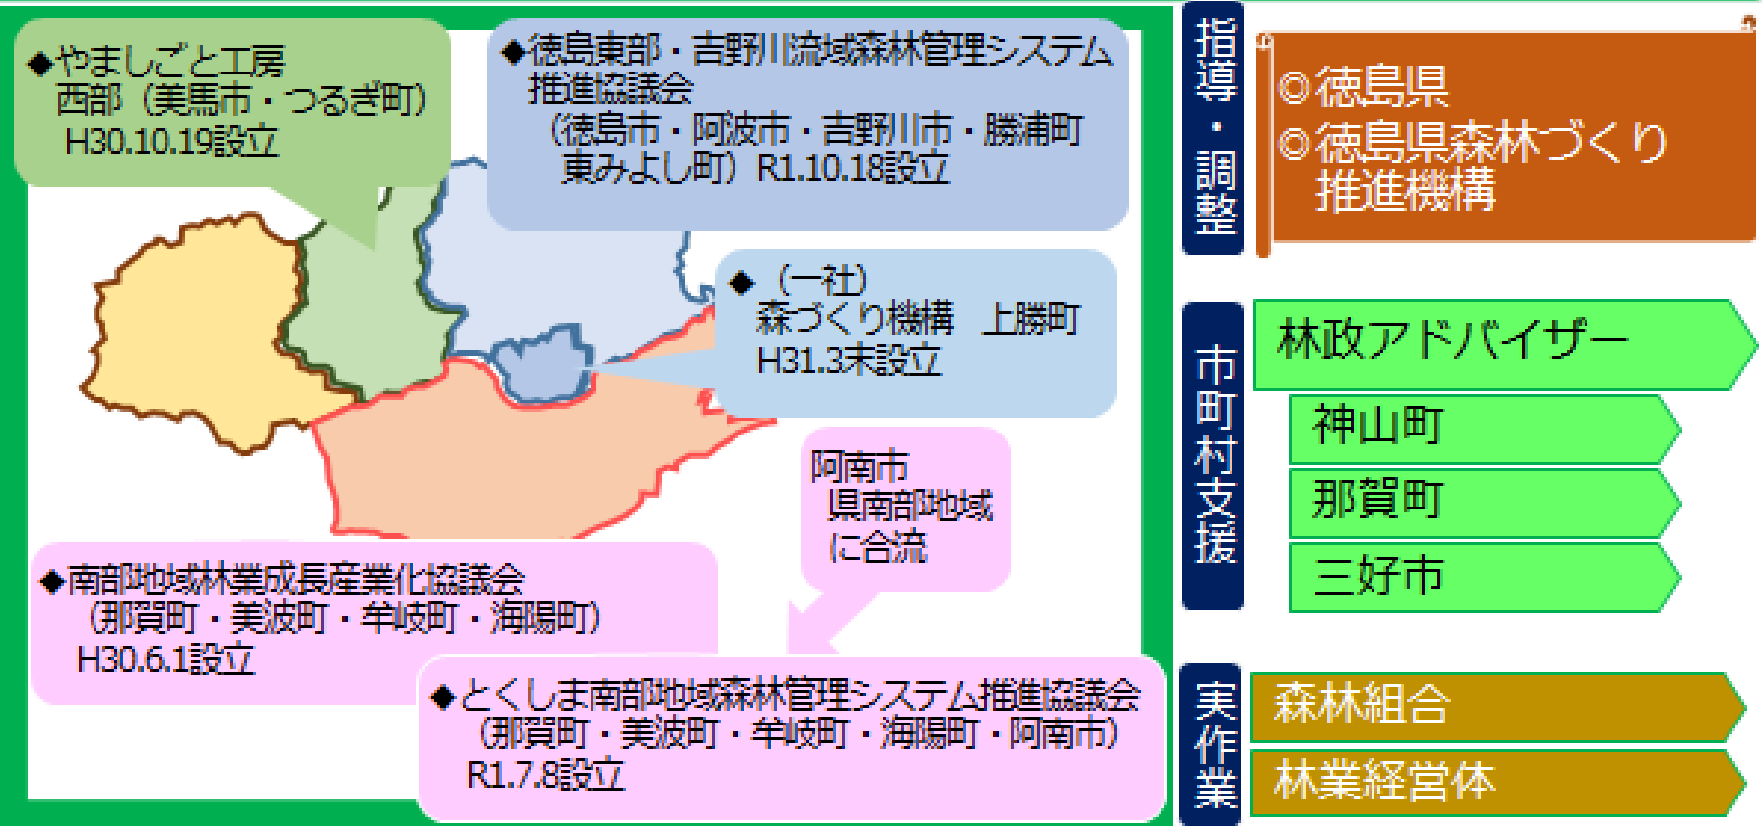 ◆やましごと工房
西部（美馬市・つるぎ町）
H30.10.19設立
◆徳島東部・吉野川流域森林管理システム
推進協議会
（徳島市・阿波市・吉野川市・勝浦町
東みよし町）R1.10.18設立
◆（一社）
森づくり機構　上勝町
H31.3末設立
阿南市
県南部地域
に合流
◆南部地域林業成長産業化協議会
（那賀町・美波町・牟岐町・海陽町）
H30.6.1設立
◆とくしま南部地域森林管理システム推進協議会
（那賀町・美波町・牟岐町・海陽町・阿南市）
R1.7.8設立
指導・調整
◎徳島県
◎徳島県森林づくり
推進機構
市町村支援
林政アドバイザー
神山町
那賀町
三好市
実作業
森林組合
林業経営体